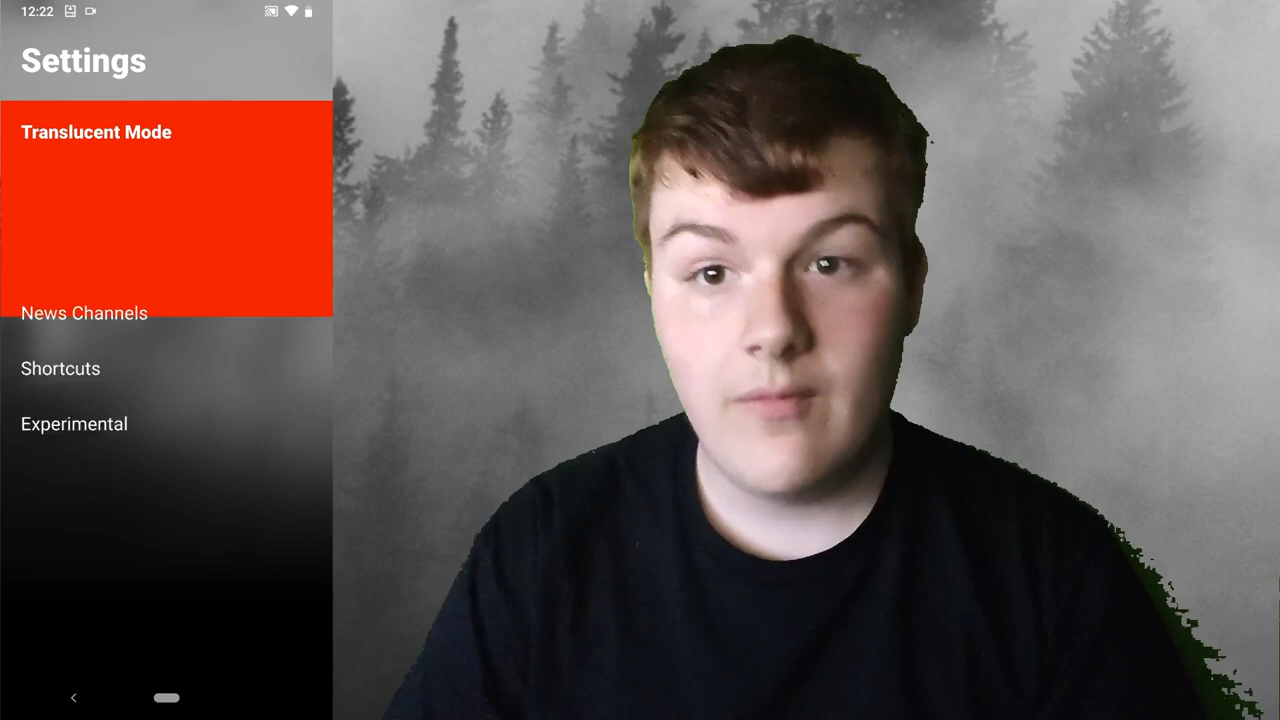 12:22
Settings
Translucent Mode
News Channels
Shortcuts
Experimental